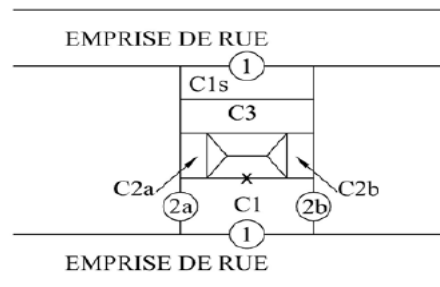 EMPRISE DE RUE
1
C1s
C3
C2a
C2b
2a
C1
2b
1
EMPRISE DE RUE